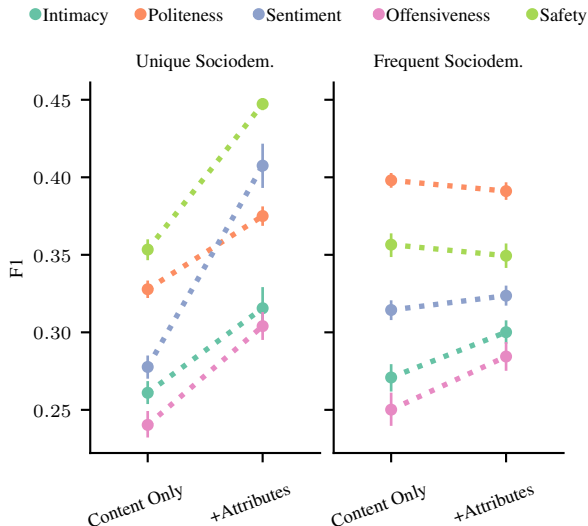 Intimacy Politeness Sentiment Offensiveness Safety
Unique Sociodem. Frequent Sociodem.
0.45
0.40
0.35
F1
0.30
0.25
Content Only +Attributes Content Only +Attributes